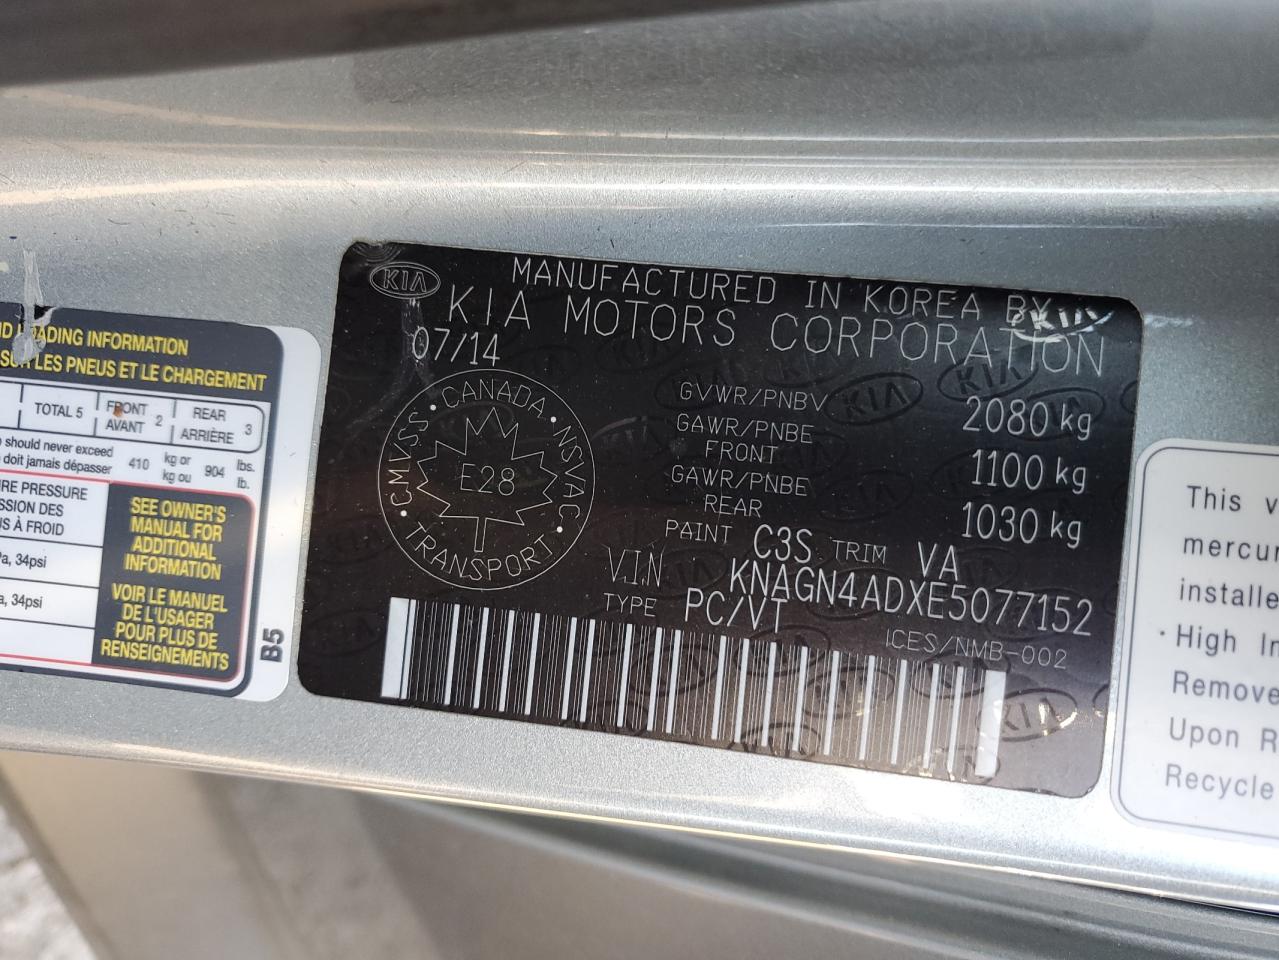 ADING INFORMATION
LES PNEUS ET LE CHARGEMENT
TOTAL 5
FRONT
AVANT 2
REAR
ARRIÈRE 3
should never exceed
doit jamais dépasser
410
kg or
kg ou
904
lbs.
lb.
PRESSURE
DES
À FROID
34psi
34psi
SEE OWNER'S
MANUAL FOR
ADDITIONAL
INFORMATION
VOIR LE MANUEL
DE L'USAGER
POUR PLUS DE
RENSEIGNEMENTS
B5
KIA
MANUFACTURED IN KOREA BY
KIA MOTORS CORPORATION
07/14
CMVSS • CANADA • NSVAC • TRANSPORT •
E28
GVWR/PNBV 2080 kg
GAWR/PNBE
FRONT 1100 kg
GAWR/PNBE
REAR 1030 kg
PAINT C3S TRIM VA
V.I.N KNAGN4ADXE5077152
TYPE PC/VT
ICES/NMB-002
This v
mercur
installe
· High In
Remove
Upon R
Recycle